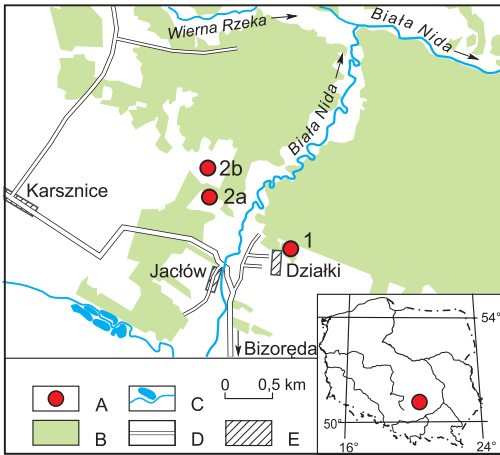 Wierna Rzeka
Biała Nida
Biała Nida
2b
Karsznice
2a
1
Jacłów
Działki
Bizoręda
54°
50°
16°
24°
0 0,5 km
A
C
B
D
E